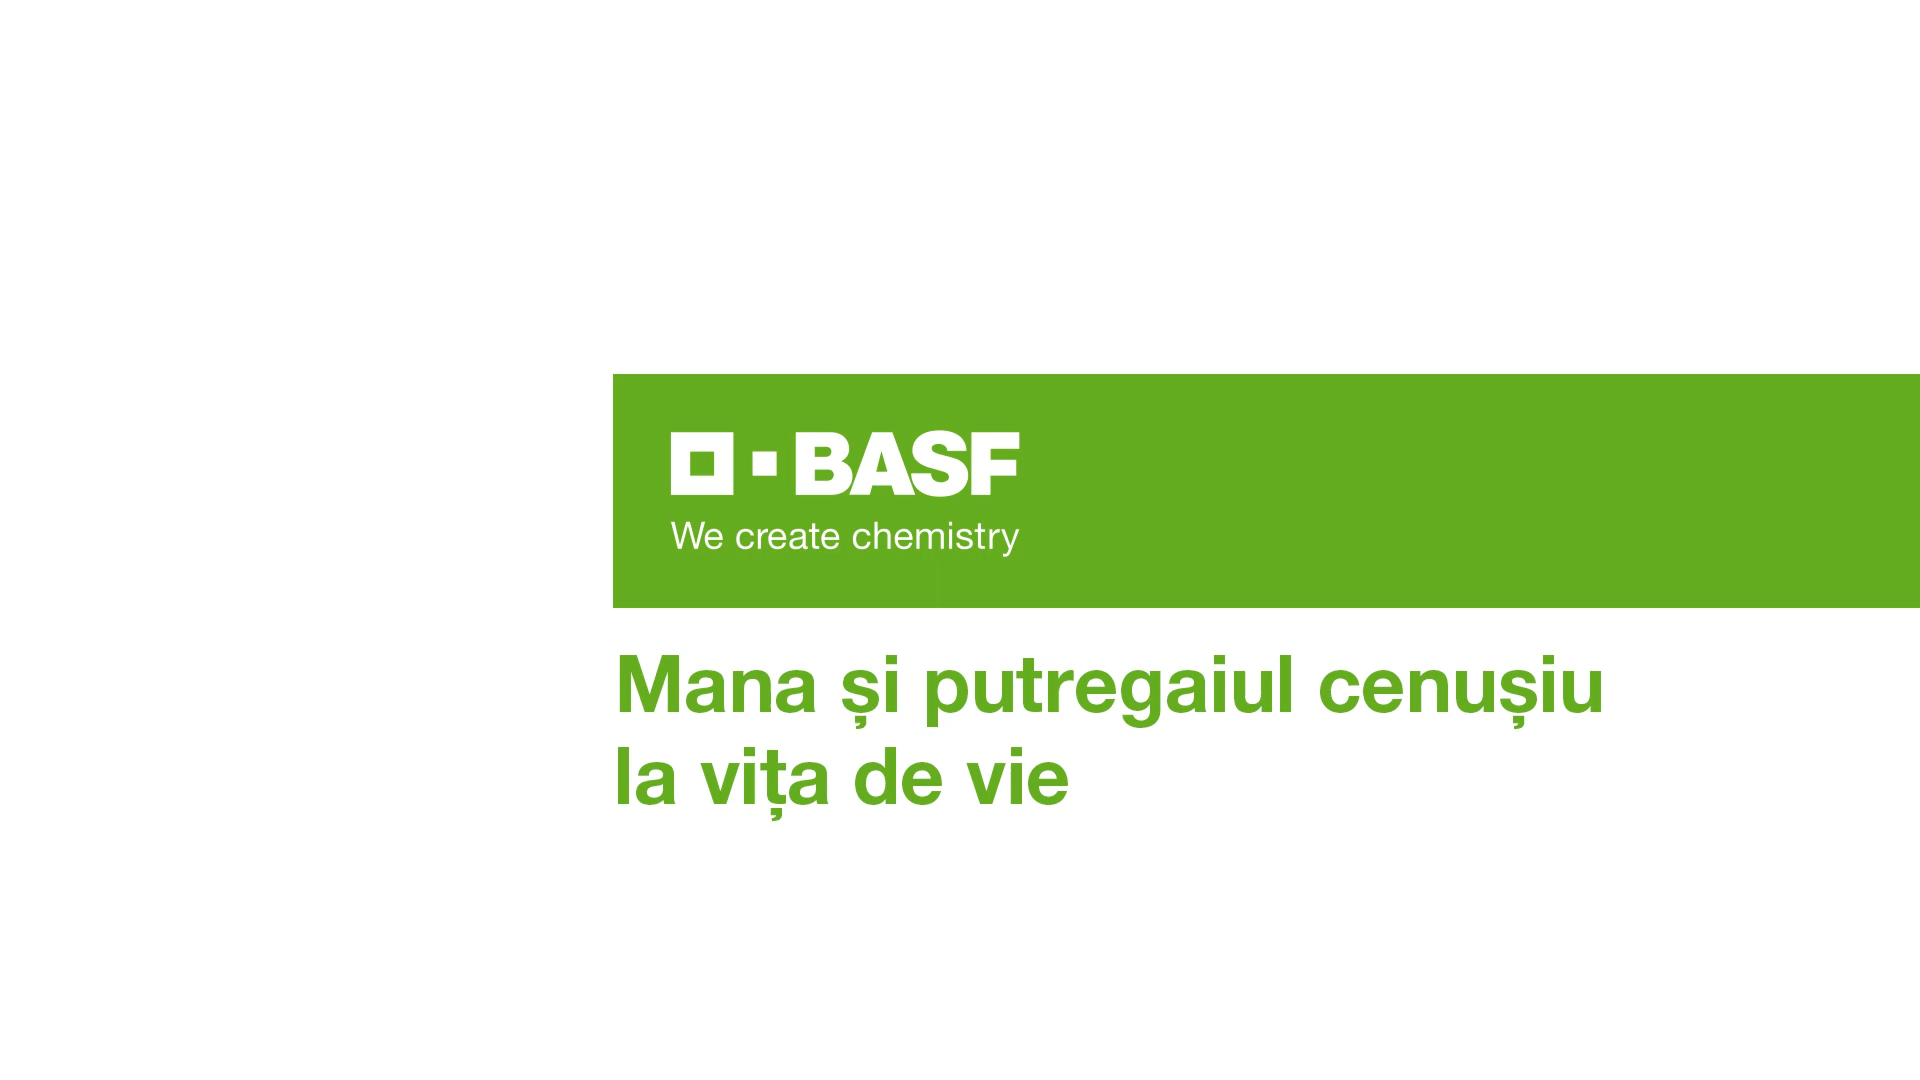 BASF
We create chemistry
Mana și putregaiul cenușiu
la vița de vie